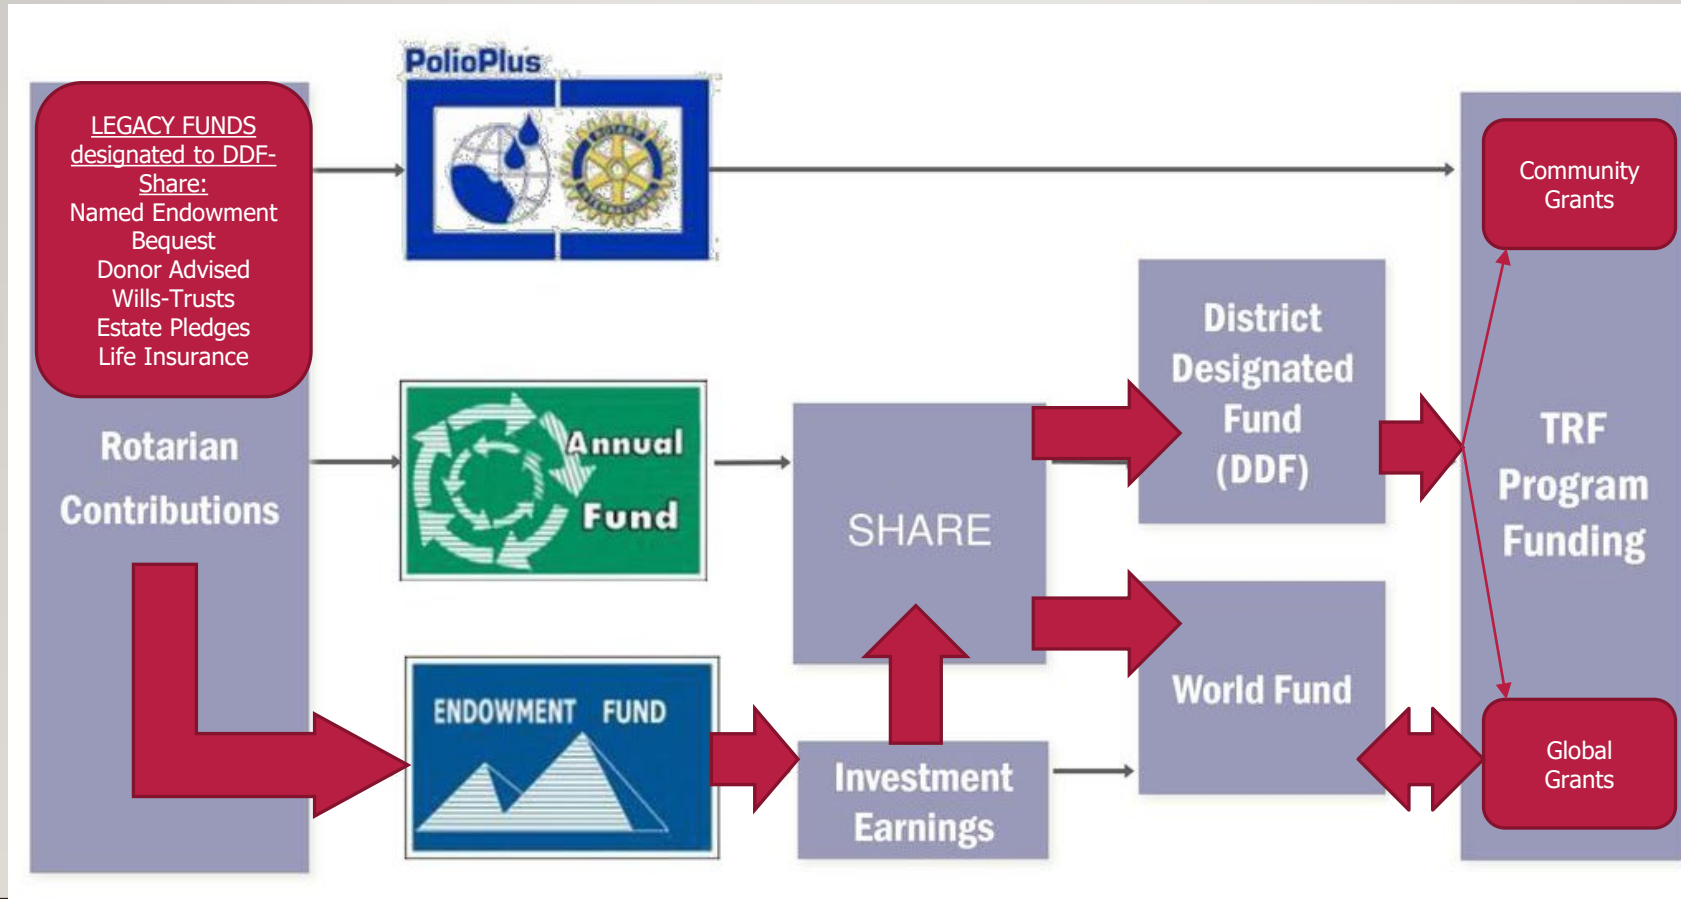 PolioPlus
LEGACY FUNDS
designated to DDF-
Share:
Named Endowment
Bequest
Donor Advised
Wills-Trusts
Estate Pledges
Life Insurance
Rotarian
Contributions
ROTARY
INTERNATIONAL
Annual
Fund
ENDOWMENT FUND
SHARE
Investment
Earnings
District
Designated
Fund
(DDF)
World Fund
Community
Grants
TRF
Program
Funding
Global
Grants